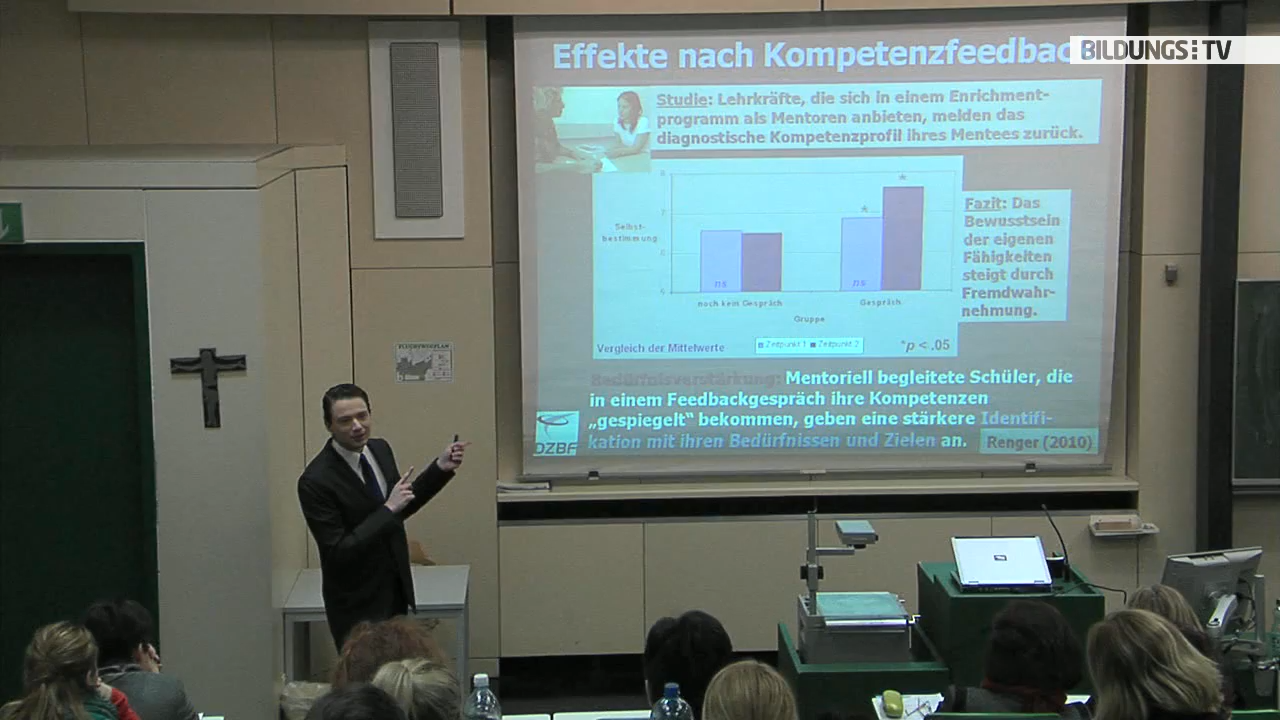 Effekte nach Kompetenzfeedbac
BILDUNGS TV
Studie: Lehrkräfte, die sich in einem Enrichment-
programm als Mentoren anbieten, melden das
diagnostische Kompetenzprofil ihres Mentees zurück.
8
7
6
5
Selbst-
bestimmung
*
*
ns
ns
noch kein Gespräch
Gespräch
Gruppe
Zeitpunkt 1 Zeitpunkt 2
Vergleich der Mittelwerte
*p < .05
Fazit: Das
Bewusstsein
der eigenen
Fähigkeiten
steigt durch
Fremdwahr-
nehmung.
Bedürfnisverstärkung: Mentoriell begleitete Schüler, die
in einem Feedbackgespräch ihre Kompetenzen
„gespiegelt“ bekommen, geben eine stärkere Identifi-
kation mit ihren Bedürfnissen und Zielen an.
Renger (2010)
DZBF